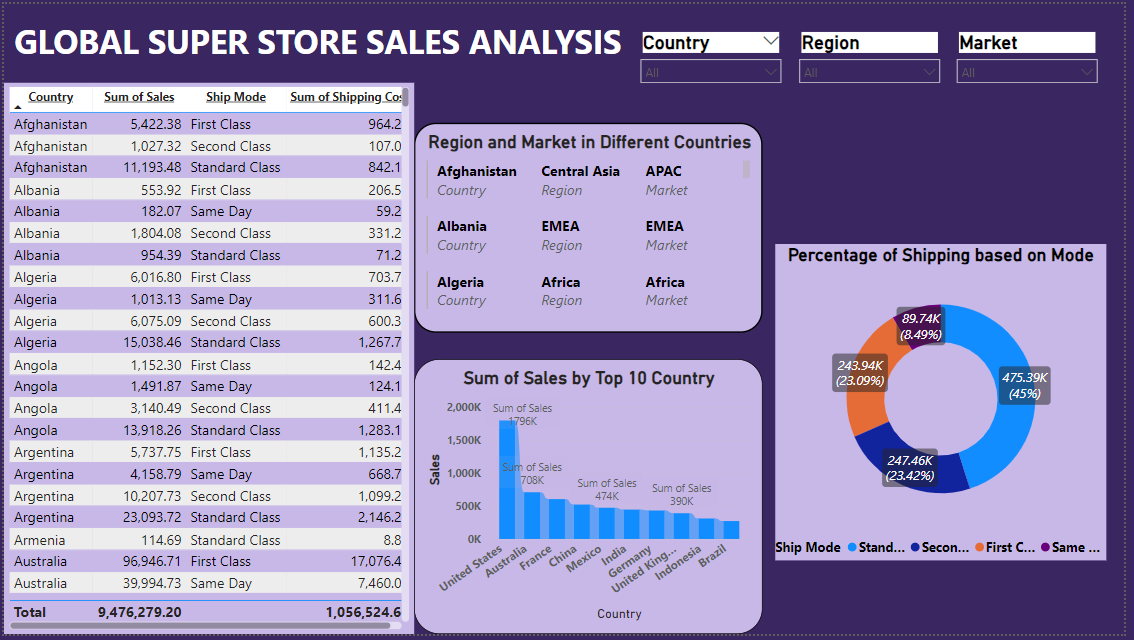 GLOBAL SUPER STORE SALES ANALYSIS
Country
Region
Market
All
All
All
Country Sum of Sales Ship Mode Sum of Shipping Cos
Afghanistan 5,422.38 First Class 964.2
Afghanistan 1,027.32 Second Class 107.0
Afghanistan 11,193.48 Standard Class 842.1
Albania 553.92 First Class 206.5
Albania 182.07 Same Day 59.2
Albania 1,804.08 Second Class 331.2
Albania 954.39 Standard Class 71.2
Algeria 6,016.80 First Class 703.7
Algeria 1,013.13 Same Day 311.6
Algeria 6,075.09 Second Class 600.3
Algeria 15,038.46 Standard Class 1,267.7
Angola 1,152.30 First Class 142.4
Angola 1,491.87 Same Day 124.1
Angola 3,140.49 Second Class 411.4
Angola 13,918.26 Standard Class 1,283.1
Argentina 5,737.75 First Class 1,135.2
Argentina 4,158.79 Same Day 668.7
Argentina 10,207.73 Second Class 1,099.2
Argentina 23,093.72 Standard Class 2,146.2
Armenia 114.69 Standard Class 8.8
Australia 96,946.71 First Class 17,076.4
Australia 39,994.73 Same Day 7,460.0
Total 9,476,279.20 1,056,524.6
Region and Market in Different Countries
Afghanistan Central Asia APAC
Country Region Market
Albania EMEA EMEA
Country Region Market
Algeria Africa Africa
Country Region Market
Sum of Sales by Top 10 Country
Sales
2,000K
1,500K
1,000K
500K
0K
Sum of Sales
1796K
Sum of Sales
708K
Sum of Sales
474K
Sum of Sales
390K
United States
Australia
France
China
Mexico
India
Germany
United King...
Indonesia
Brazil
Country
Percentage of Shipping based on Mode
89.74K
(8.49%)
243.94K
(23.09%)
475.39K
(45%)
247.46K
(23.42%)
Ship Mode Stand... Secon... First C... Same ...